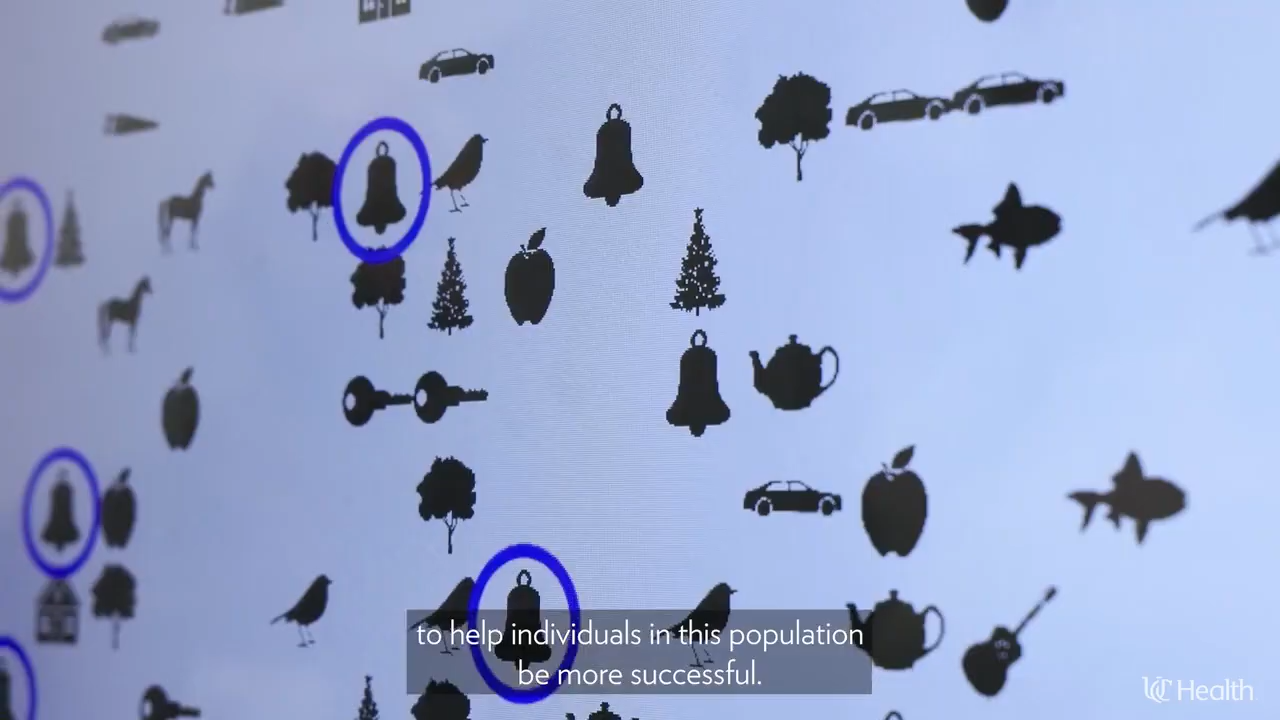 to help individuals in this population
be more successful.
UC Health